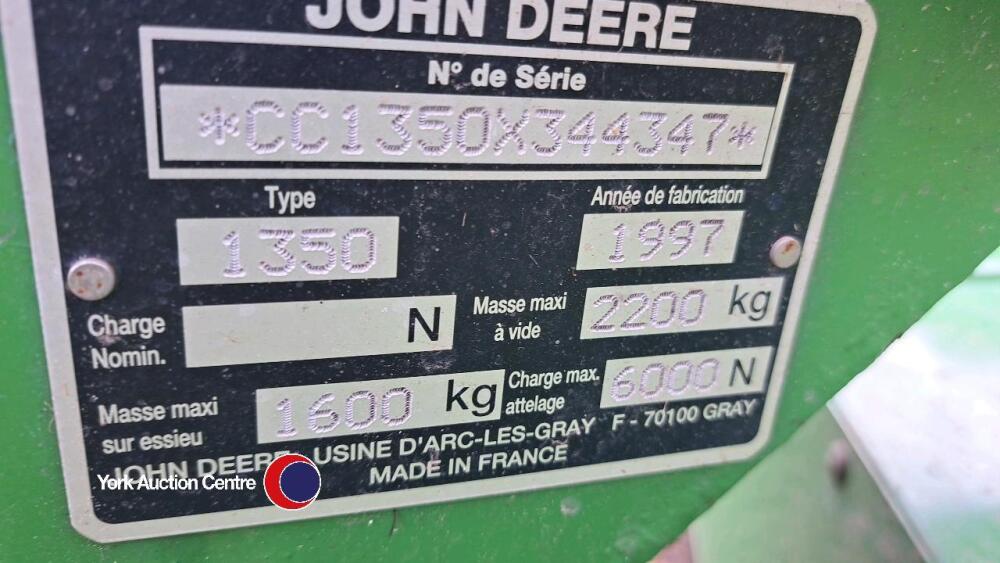 JOHN DEERE
N° de Série
*CC1350X344347*
Type
1350
Année de fabrication
1997
Charge
Nomin.
N
Masse maxi
à vide
2200 kg
Masse maxi
sur essieu
1600 kg
Charge max.
attelage
6000 N
JOHN DEERE USINE D'ARC-LES-GRAY F - 70100 GRAY
MADE IN FRANCE
York Auction Centre